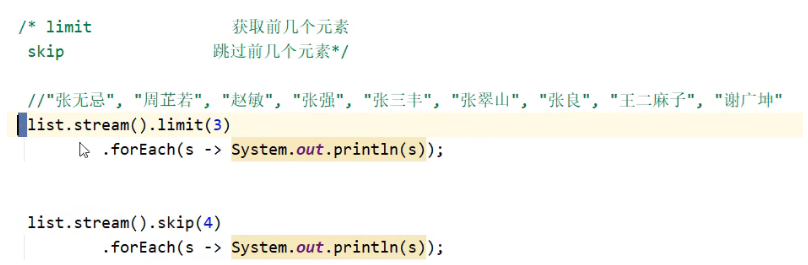 /* limit 获取前几个元素
skip 跳过前几个元素*/
//"张无忌", "周芷若", "赵敏", "张强", "张三丰", "张翠山", "张良", "王二麻子", "谢广坤"
list.stream().limit(3)
.forEach(s -> System.out.println(s));
list.stream().skip(4)
.forEach(s -> System.out.println(s));